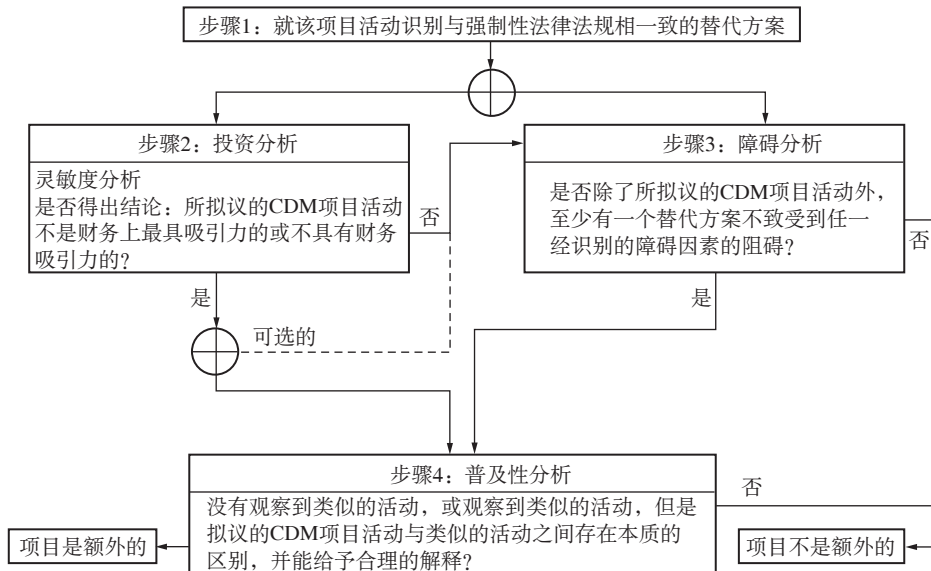 步骤1：就该项目活动识别与强制性法律法规相一致的替代方案
步骤2：投资分析
灵敏度分析
是否得出结论：所拟议的CDM项目活动
不是财务上最具吸引力的或不具有财务
吸引力的？
否
步骤3：障碍分析
是否除了所拟议的CDM项目活动外，
至少有一个替代方案不致受到任一
经识别的障碍因素的阻碍？
否
是
可选的
是
步骤4：普及性分析
没有观察到类似的活动，或观察到类似的活动，但是
拟议的CDM项目活动与类似的活动之间存在本质的
区别，并能给予合理的解释？
否
项目是额外的
项目不是额外的